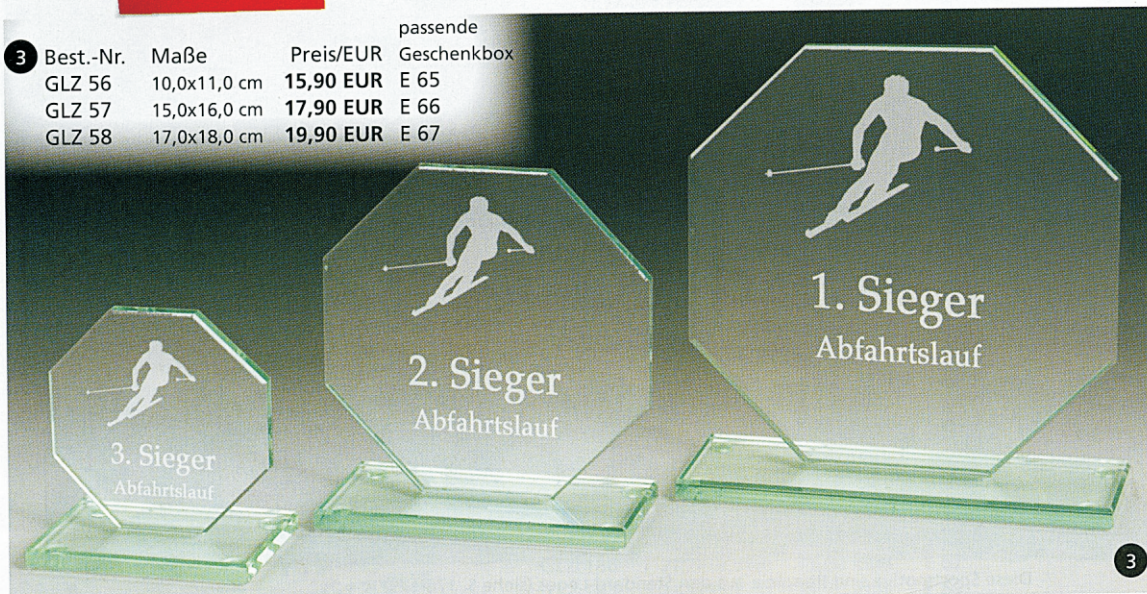 passende
3 Best.-Nr. Maße Preis/EUR Geschenkbox
GLZ 56 10,0x11,0 cm 15,90 EUR E 65
GLZ 57 15,0x16,0 cm 17,90 EUR E 66
GLZ 58 17,0x18,0 cm 19,90 EUR E 67
1. Sieger
Abfahrtslauf
2. Sieger
Abfahrtslauf
3. Sieger
Abfahrtslauf
3